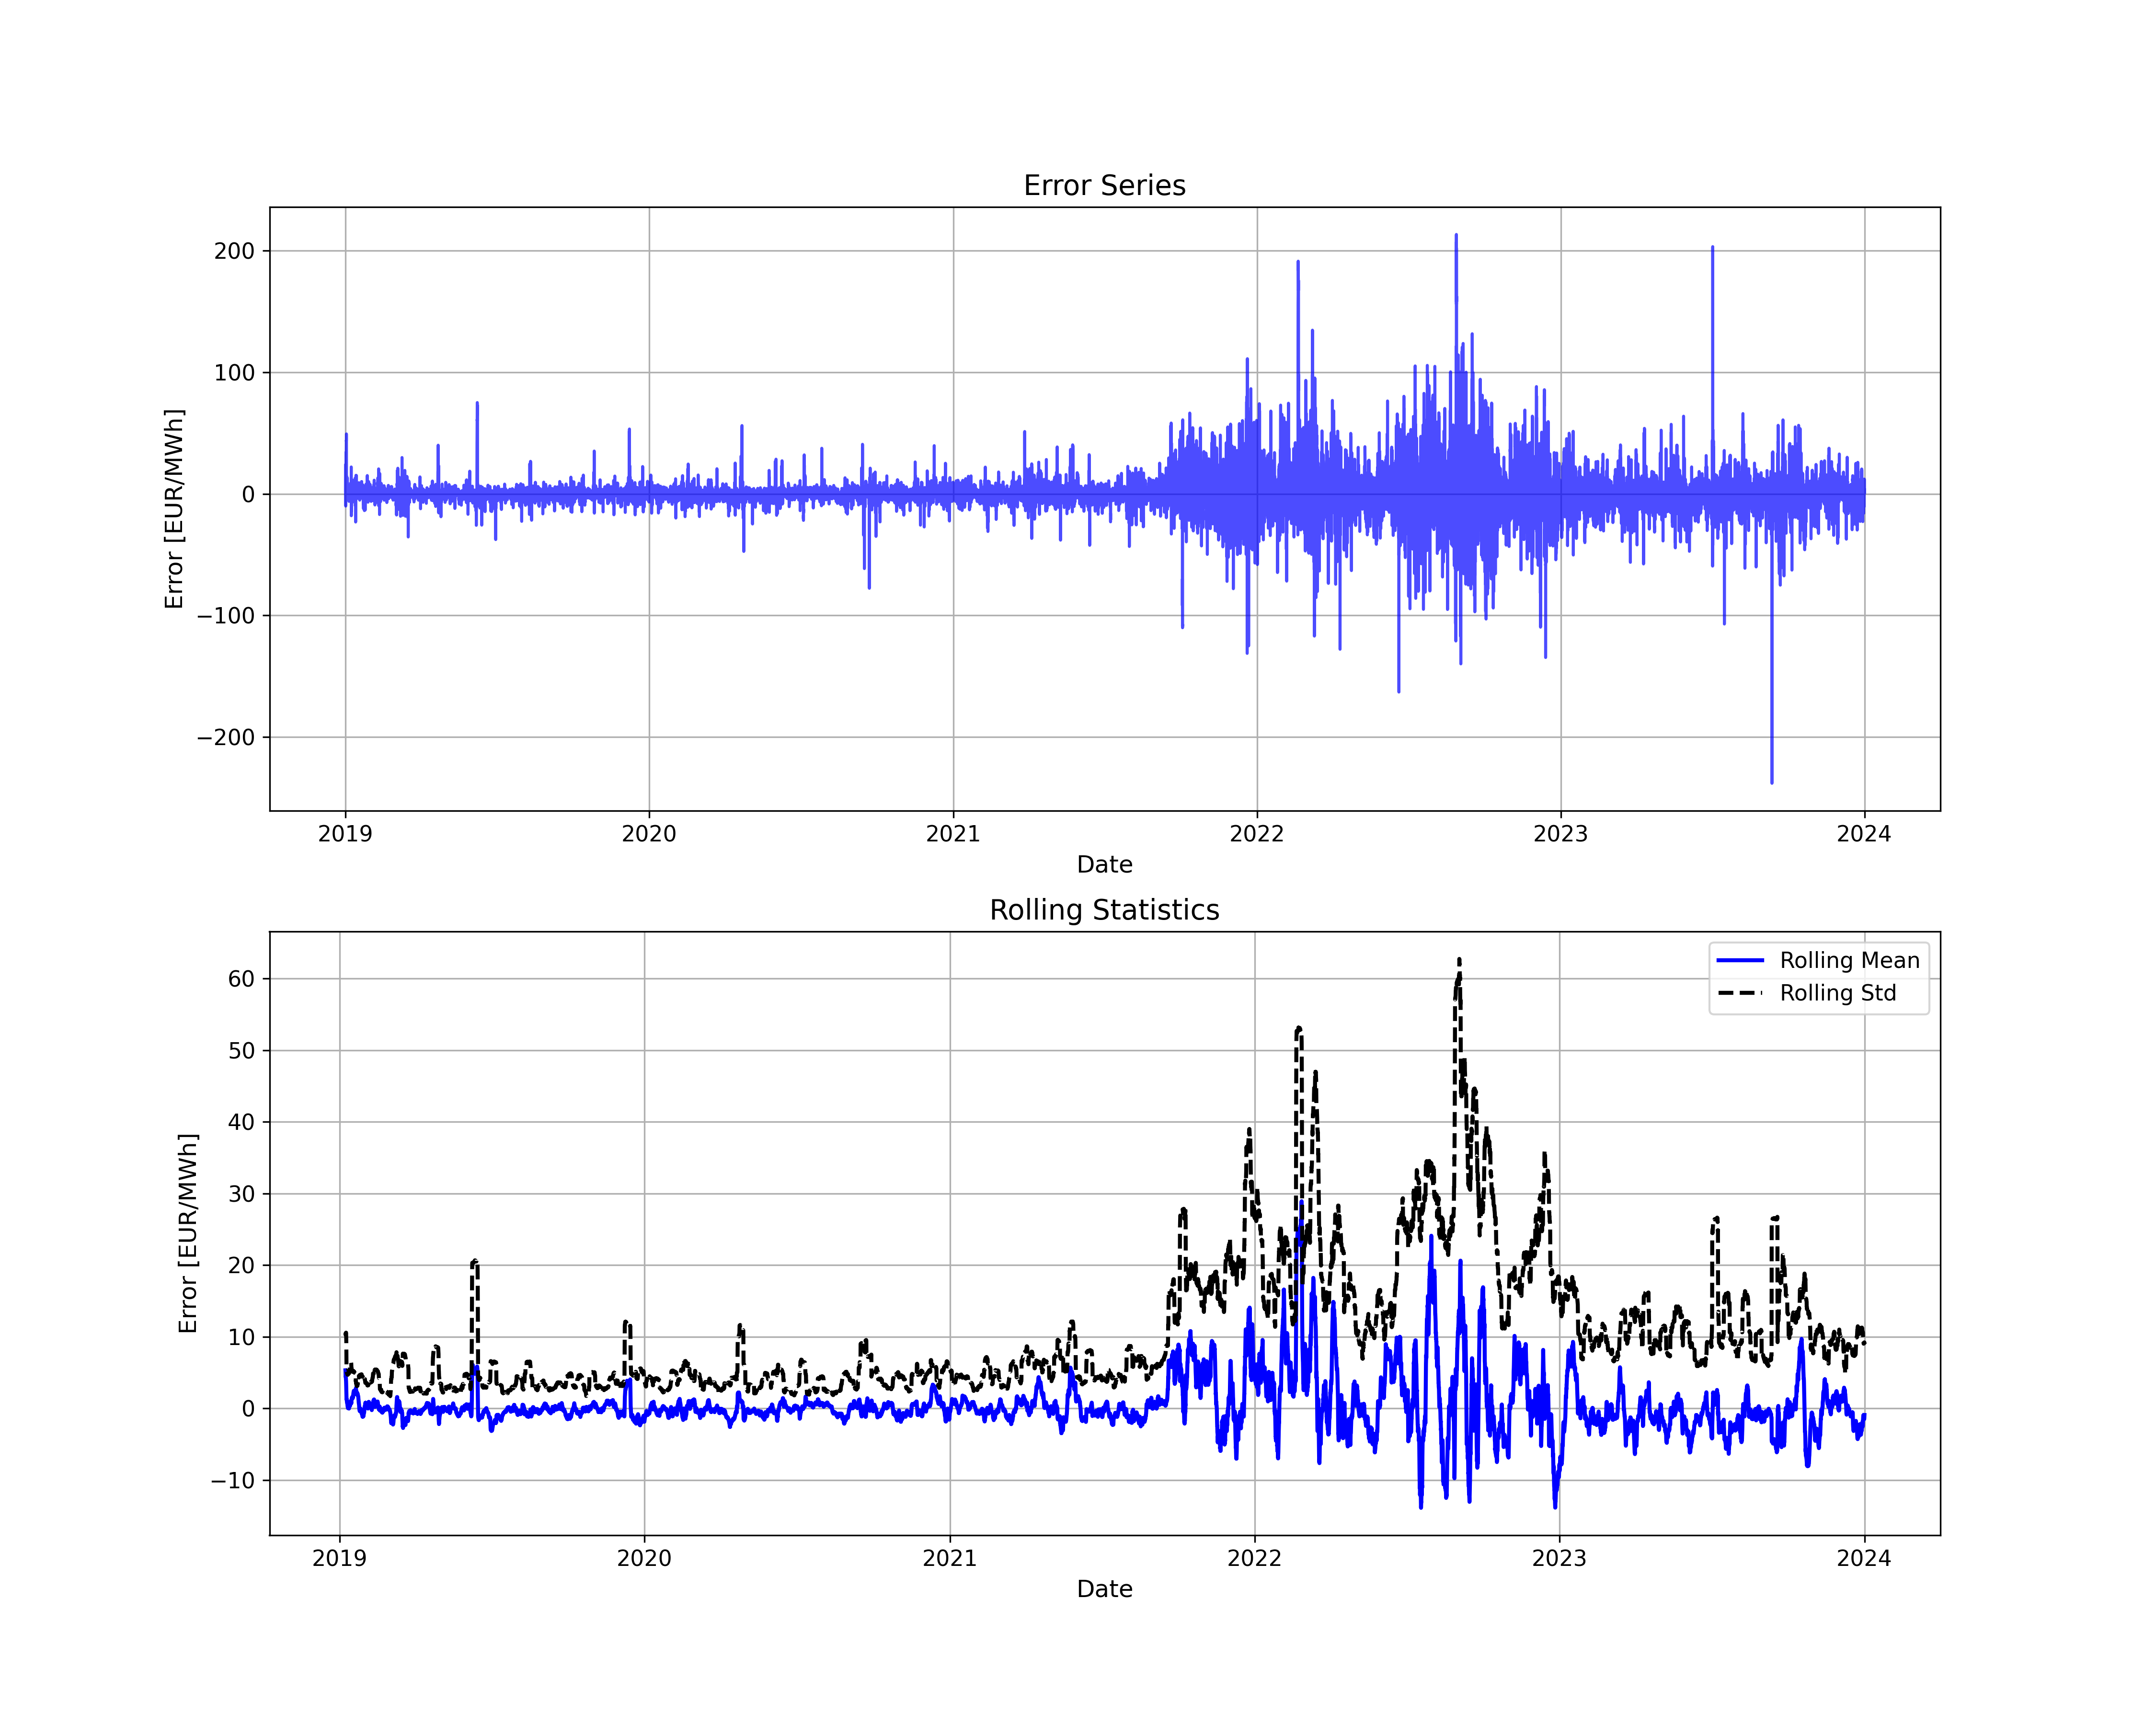 Error Series
Error [EUR/MWh]
200
100
0
−100
−200
2019 2020 2021 2022 2023 2024
Date
Rolling Statistics
Rolling Mean
Rolling Std
Error [EUR/MWh]
60
50
40
30
20
10
0
−10
2019 2020 2021 2022 2023 2024
Date